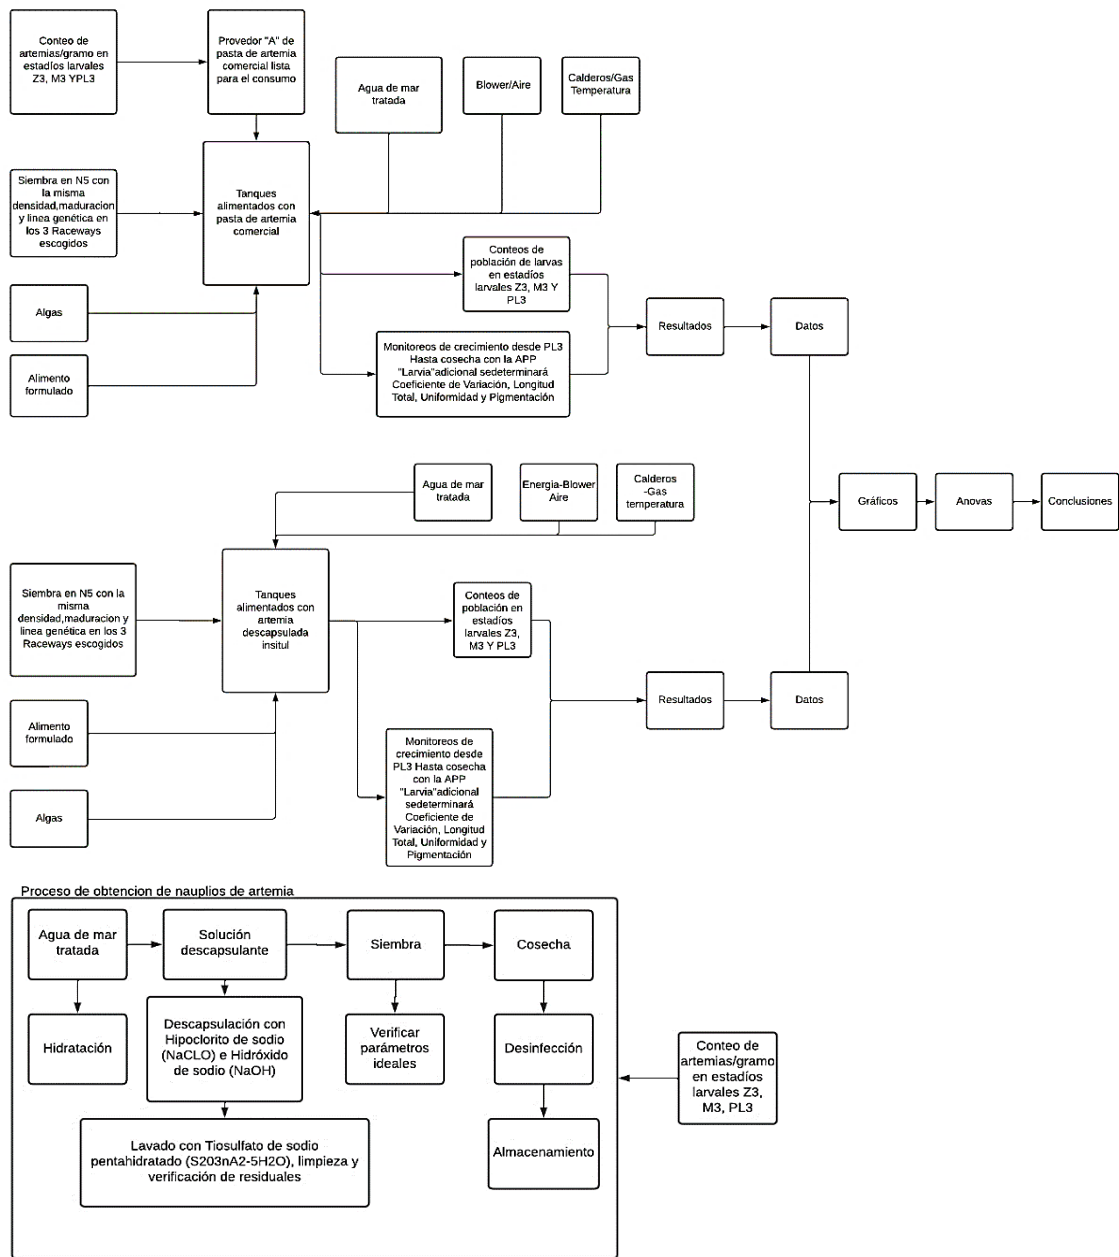 Conteo de
artemias/gramo en
estadíos larvales
Z3, M3 YPL3
Provedor "A" de
pasta de artemia
comercial lista
para el consumo
Agua de mar
tratada
Blower/Aire
Calderos/Gas
Temperatura
Siembra en N5 con
la misma
densidad,maduracion
y linea genética en
los 3 Raceways
escogidos
Tanques
alimentados con
pasta de artemia
comercial
Algas
Alimento
formulado
Conteos de
población de larvas
en estadíos
larvales Z3, M3 Y
PL3
Monitoreos de crecimiento desde PL3
Hasta cosecha con la APP
"Larvia"adicional sedeterminará
Coeficiente de Variación, Longitud
Total, Uniformidad y Pigmentación
Resultados
Datos
Agua de mar
tratada
Energia-Blower
Aire
Calderos
-Gas
temperatura
Gráficos
Anovas
Conclusiones
Siembra en N5 con la
misma
densidad,maduracion y
linea genética en los 3
Raceways escogidos
Tanques
alimentados con
artemia
descapsulada
insitul
Conteos de
población en
estadíos
larvales Z3,
M3 Y PL3
Alimento
formulado
Algas
Monitoreos de
crecimiento desde
PL3 Hasta cosecha
con la APP
"Larvia"adicional
sedeterminará
Coeficiente de
Variación, Longitud
Total, Uniformidad y
Pigmentación
Resultados
Datos
Proceso de obtencion de nauplios de artemia
Agua de mar
tratada
Solución
descapsulante
Siembra
Cosecha
Hidratación
Descapsulación con
Hipoclorito de sodio
(NaCLO) e Hidróxido
de sodio (NaOH)
Verificar
parámetros
ideales
Desinfección
Lavado con Tiosulfato de sodio
pentahidratado (S203nA2-5H2O), limpieza y
verificación de residuales
Almacenamiento
Conteo de
artemias/gramo
en estadíos
larvales Z3,
M3, PL3